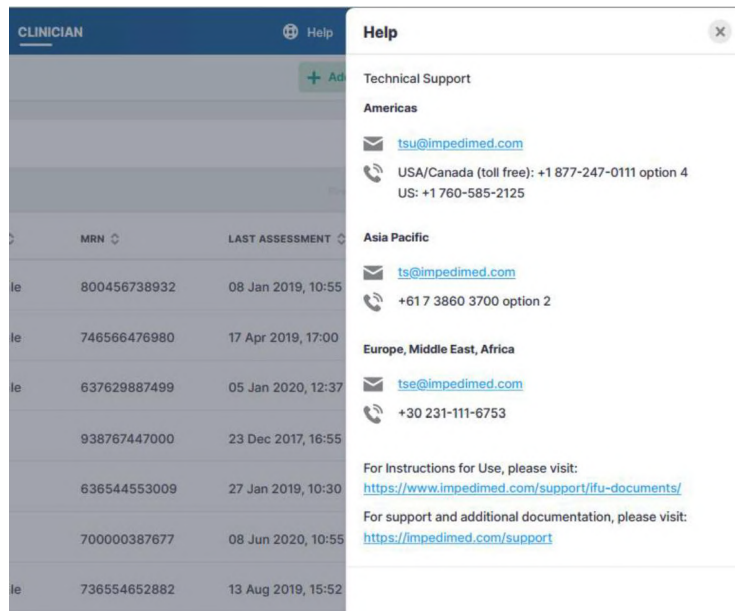 CLINICIAN
Help
Help
+ Ad
Technical Support
Americas
tsu@impedimed.com
USA/Canada (toll free): +1 877-247-0111 option 4
US: +1 760-585-2125
MRN
LAST ASSESSMENT
Asia Pacific
ts@impedimed.com
+61 7 3860 3700 option 2
le 800456738932 08 Jan 2019, 10:55
le 746566476980 17 Apr 2019, 17:00
Europe, Middle East, Africa
tse@impedimed.com
+30 231-111-6753
le 637629887499 05 Jan 2020, 12:37
938767447000 23 Dec 2017, 16:55
For Instructions for Use, please visit:
https://www.impedimed.com/support/ifu-documents/
636544553009 27 Jan 2019, 10:30
For support and additional documentation, please visit:
https://impedimed.com/support
700000387677 08 Jun 2020, 10:55
le 736554652882 13 Aug 2019, 15:52